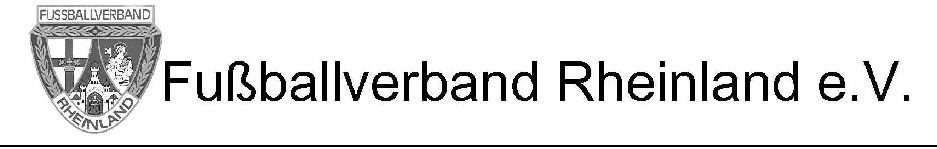 FUSSBALLVERBAND
RHEINLAND
Fußballverband Rheinland e.V.